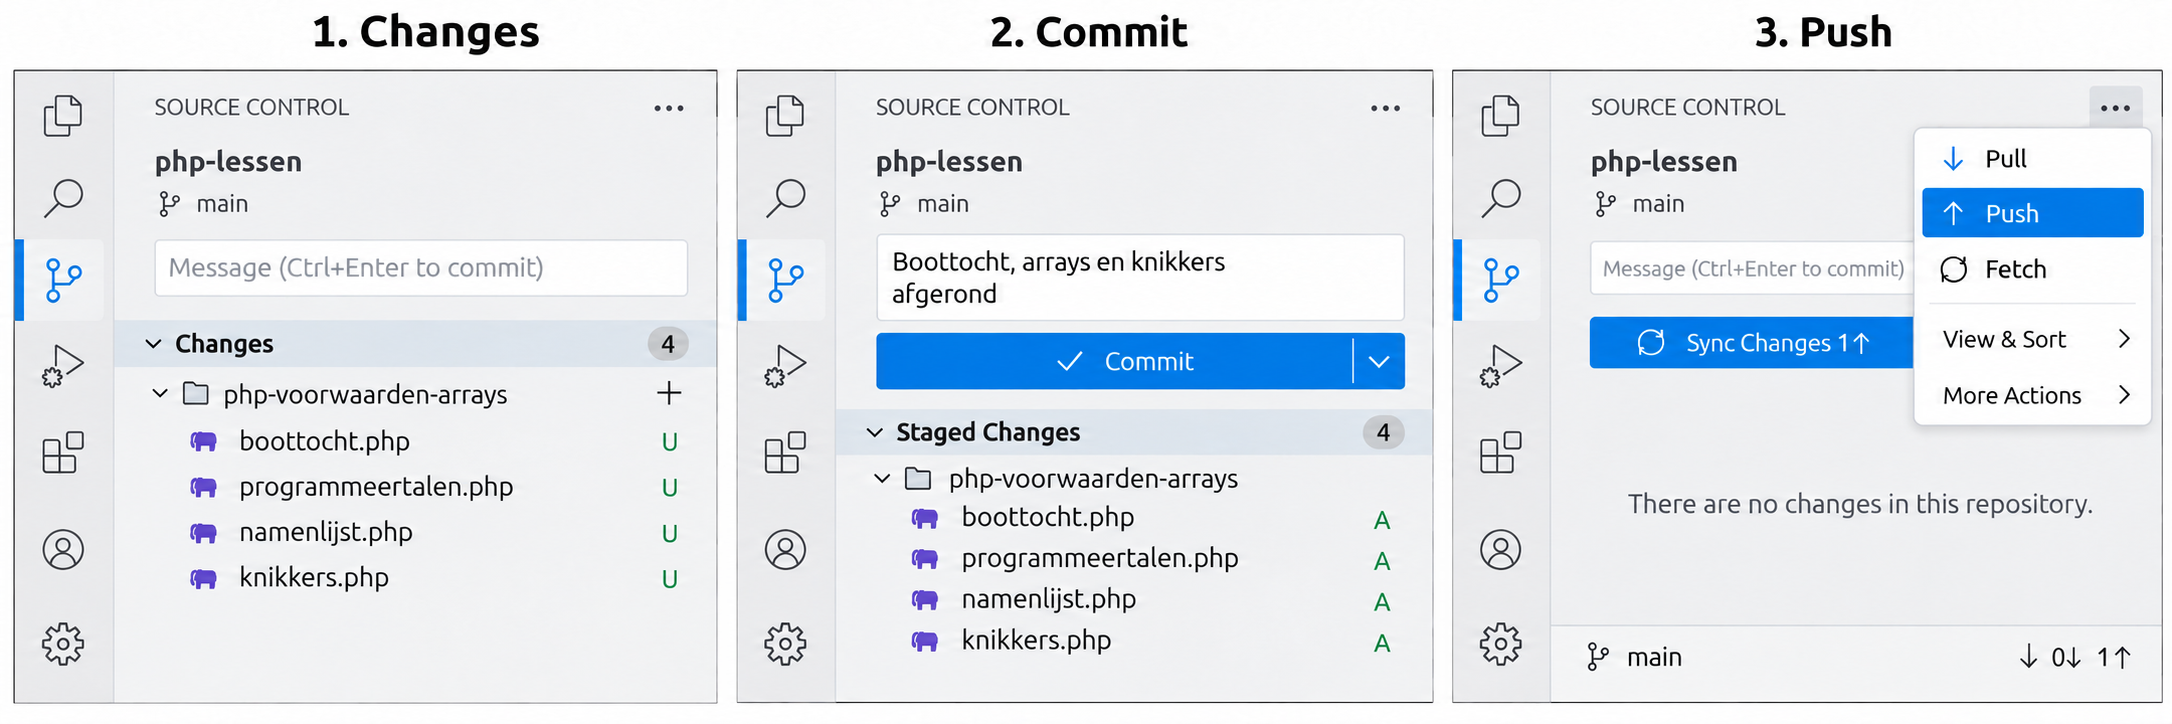 1. Changes
SOURCE CONTROL
php-lessen
main
Message (Ctrl+Enter to commit)
Changes 4
php-voorwaarden-arrays
boottocht.php U
programmeertalen.php U
namenlijst.php U
knikkers.php U
2. Commit
SOURCE CONTROL
php-lessen
main
Boottocht, arrays en knikkers
afgerond
Commit
Staged Changes 4
php-voorwaarden-arrays
boottocht.php A
programmeertalen.php A
namenlijst.php A
knikkers.php A
3. Push
SOURCE CONTROL
php-lessen
main
Message (Ctrl+Enter to commit)
Sync Changes 1↑
Pull
Push
Fetch
View & Sort
More Actions
There are no changes in this repository.
main ↓ 0↓ 1↑